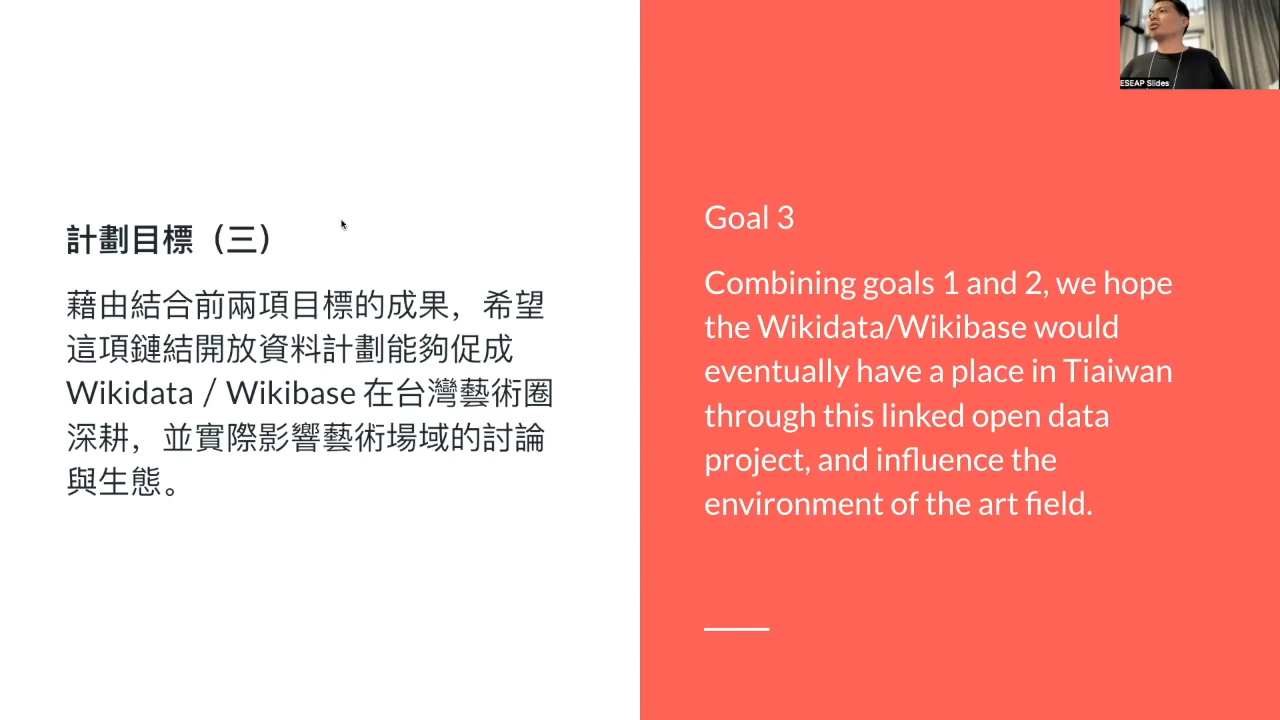 計劃目標（三）
藉由結合前兩項目標的成果，希望
這項鏈結開放資料計劃能夠促成
Wikidata / Wikibase 在台灣藝術圈
深耕，並實際影響藝術場域的討論
與生態。
Goal 3
Combining goals 1 and 2, we hope
the Wikidata/Wikibase would
eventually have a place in Tiaiwan
through this linked open data
project, and influence the
environment of the art field.
ESEAP Slides